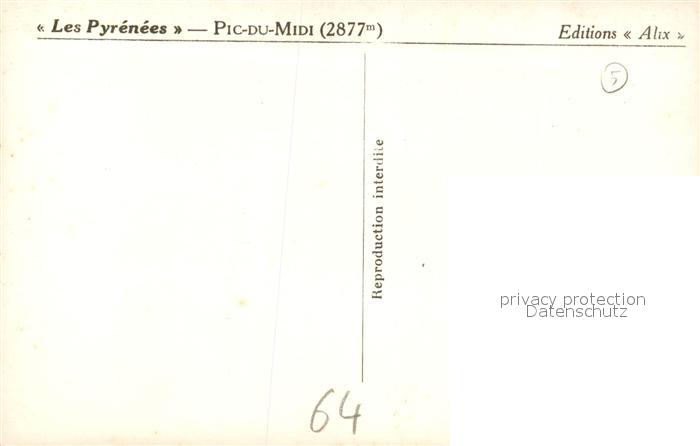 « Les Pyrénées » — PIC-DU-MIDI (2877ᵐ)
Editions « Alix »
5
Reproduction interdite
privacy protection
Datenschutz
64